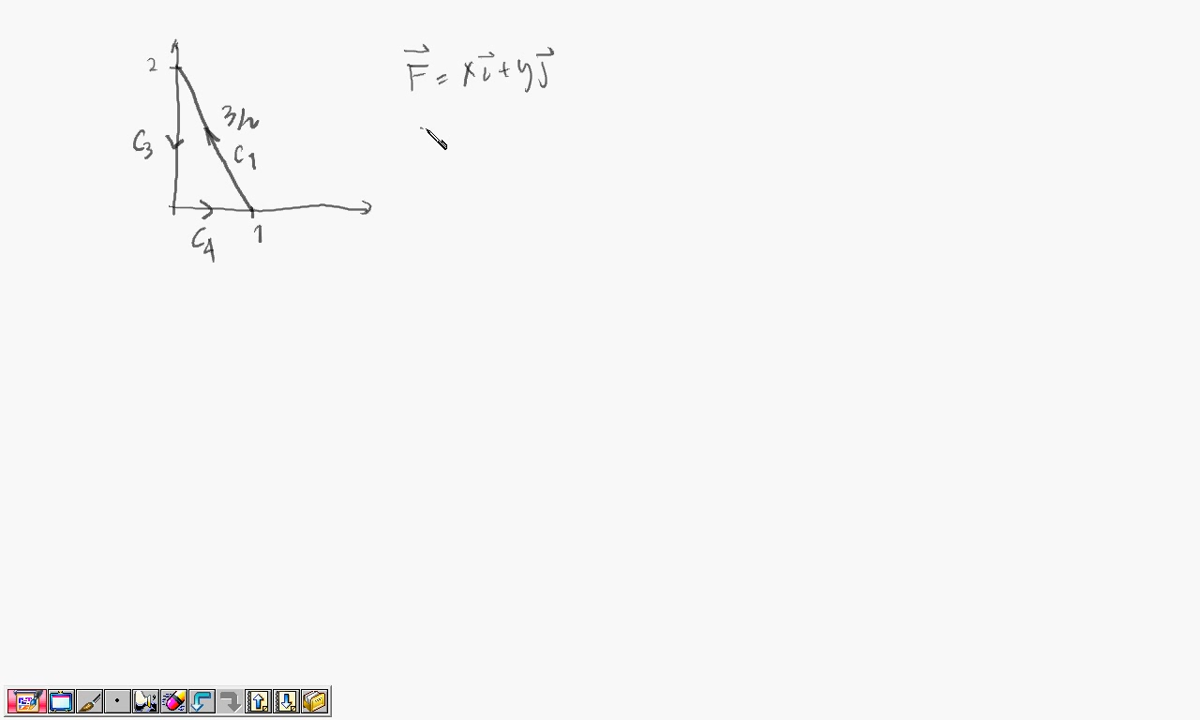 2
F⃗ = x i⃗ + y j⃗
3/2
C3
C1
C4
1